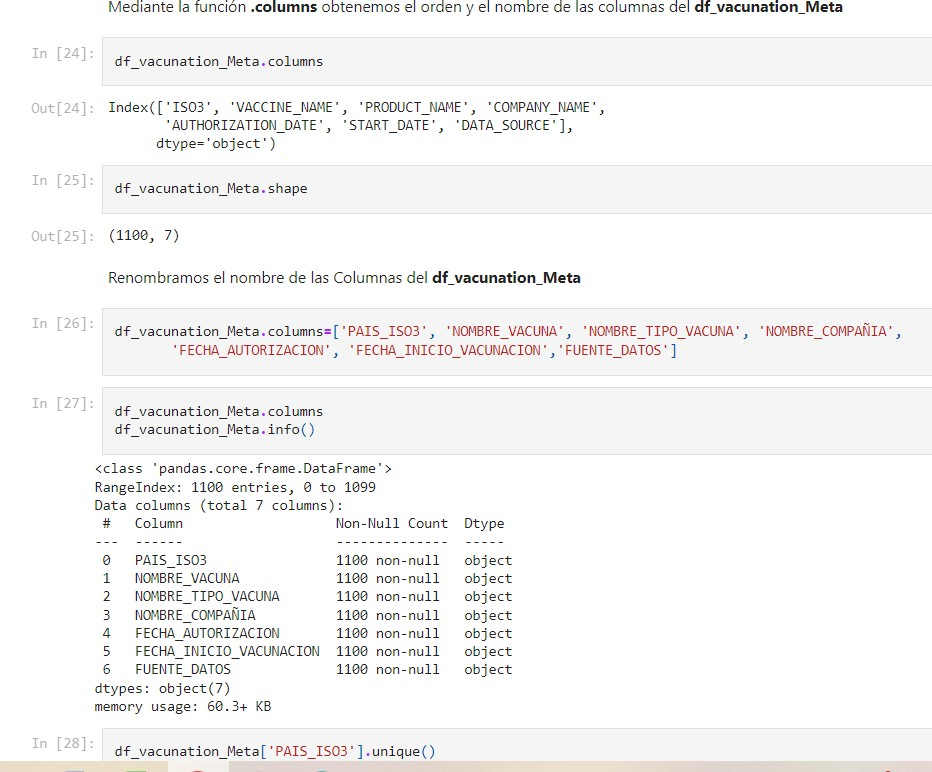 Mediante la función .columns obtenemos el orden y el nombre de las columnas del df_vacunation_Meta
In [24]: df_vacunation_Meta.columns
Out[24]: Index(['ISO3', 'VACCINE_NAME', 'PRODUCT_NAME', 'COMPANY_NAME',
'AUTHORIZATION_DATE', 'START_DATE', 'DATA_SOURCE'],
dtype='object')
In [25]: df_vacunation_Meta.shape
Out[25]: (1100, 7)
Renombramos el nombre de las Columnas del df_vacunation_Meta
In [26]: df_vacunation_Meta.columns=['PAIS_ISO3', 'NOMBRE_VACUNA', 'NOMBRE_TIPO_VACUNA', 'NOMBRE_COMPAÑIA',
'FECHA_AUTORIZACION', 'FECHA_INICIO_VACUNACION','FUENTE_DATOS']
In [27]: df_vacunation_Meta.columns
df_vacunation_Meta.info()
<class 'pandas.core.frame.DataFrame'>
RangeIndex: 1100 entries, 0 to 1099
Data columns (total 7 columns):
# Column Non-Null Count Dtype
--- ------ -------------- -----
0 PAIS_ISO3 1100 non-null object
1 NOMBRE_VACUNA 1100 non-null object
2 NOMBRE_TIPO_VACUNA 1100 non-null object
3 NOMBRE_COMPAÑIA 1100 non-null object
4 FECHA_AUTORIZACION 1100 non-null object
5 FECHA_INICIO_VACUNACION 1100 non-null object
6 FUENTE_DATOS 1100 non-null object
dtypes: object(7)
memory usage: 60.3+ KB
In [28]: df_vacunation_Meta['PAIS_ISO3'].unique()